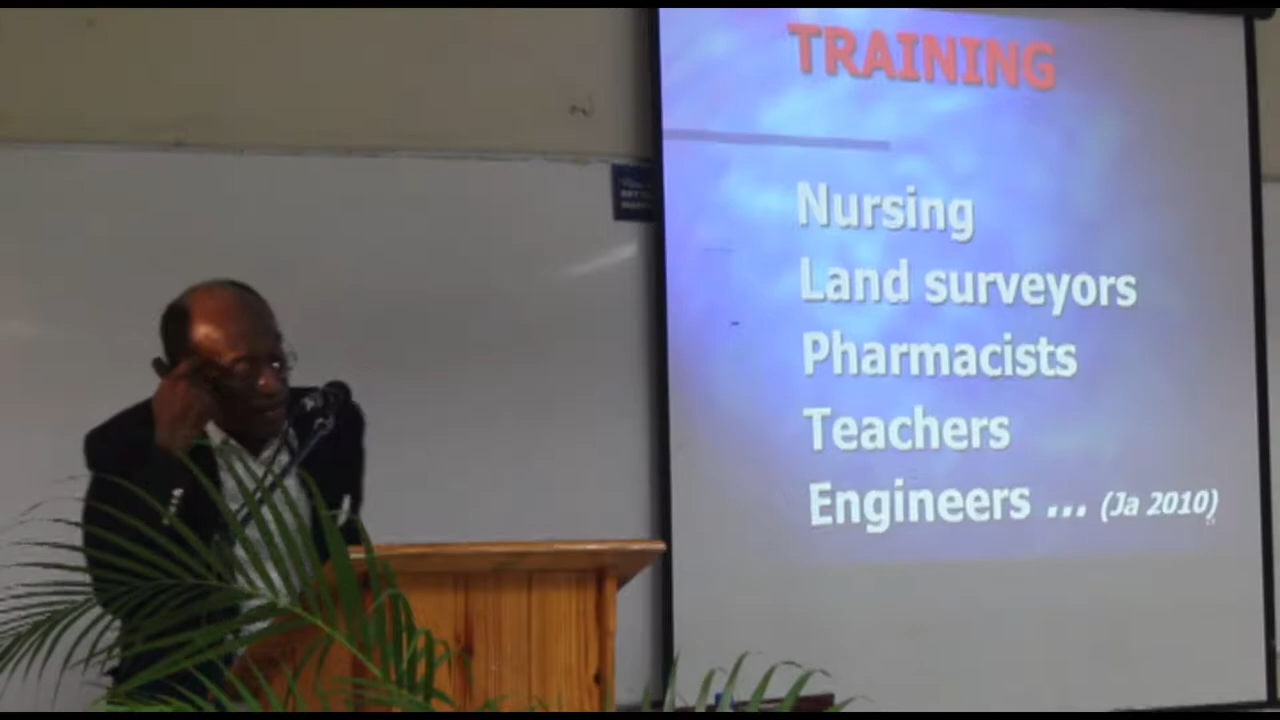 TRAINING
Nursing
Land surveyors
Pharmacists
Teachers
Engineers ... (Ja 2010)